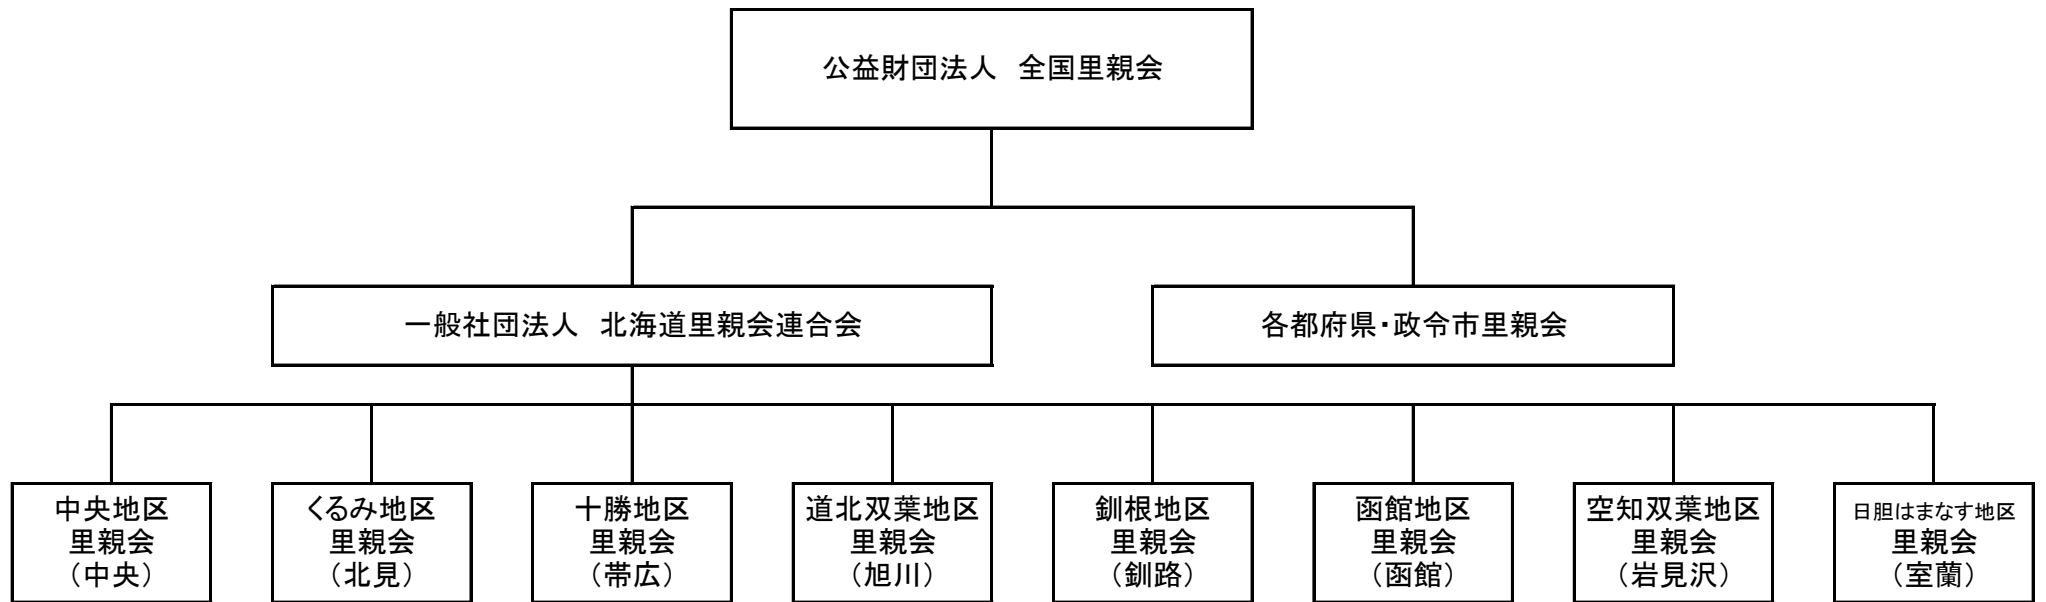 公益財団法人　全国里親会
一般社団法人　北海道里親会連合会
各都府県・政令市里親会
中央地区
里親会
（中央）
くるみ地区
里親会
（北見）
十勝地区
里親会
（帯広）
道北双葉地区
里親会
（旭川）
釧根地区
里親会
（釧路）
函館地区
里親会
（函館）
空知双葉地区
里親会
（岩見沢）
日胆はまなす地区
里親会
（室蘭）